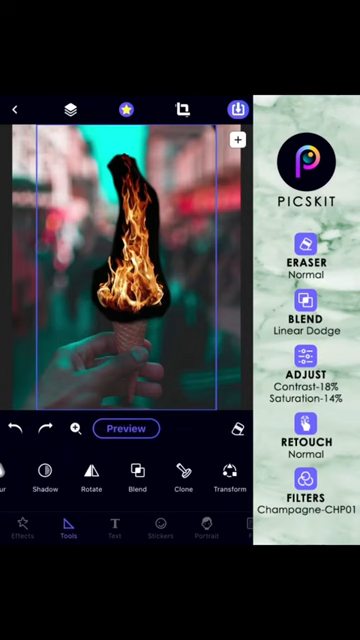 PICSKIT
ERASER
Normal
BLEND
Linear Dodge
ADJUST
Contrast-18%
Saturation-14%
RETOUCH
Normal
FILTERS
Champagne-CHP01
Preview
ur
Shadow
Rotate
Blend
Clone
Transform
Effects
Tools
Text
Stickers
Portrait
F